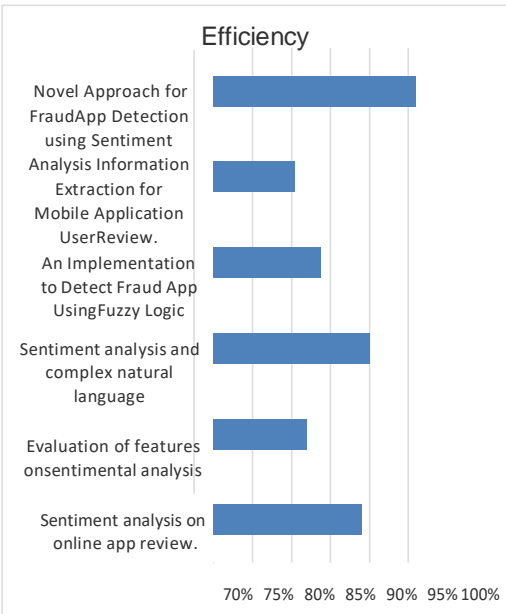 Efficiency
Novel Approach for
FraudApp Detection
using Sentiment
Analysis Information
Extraction for
Mobile Application
UserReview.
An Implementation
to Detect Fraud App
UsingFuzzy Logic
Sentiment analysis and
complex natural
language
Evaluation of features
onsentimental analysis
Sentiment analysis on
online app review.
70% 75% 80% 85% 90% 95% 100%